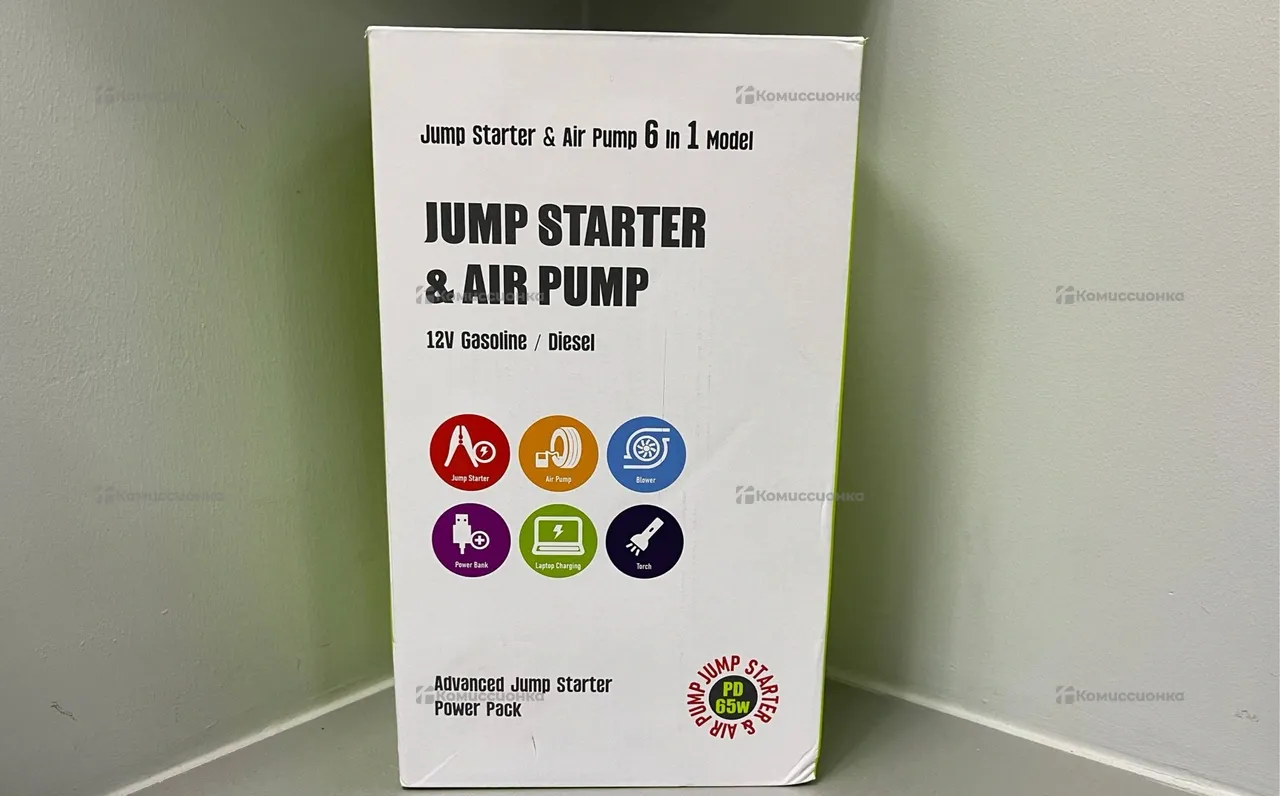 Комиссионка
Комиссионка
Jump Starter & Air Pump 6 In 1 Model
JUMP STARTER
& AIR PUMP
Комиссионка
Комиссионка
12V Gasoline / Diesel
Jump Starter
Air Pump
Blower
Комиссионка
Комиссионка
Power Bank
Laptop Charging
Torch
Advanced Jump Starter
Power Pack
Комиссионка
Комиссионка
JUMP STARTER & AIR PUMP
PD
65w